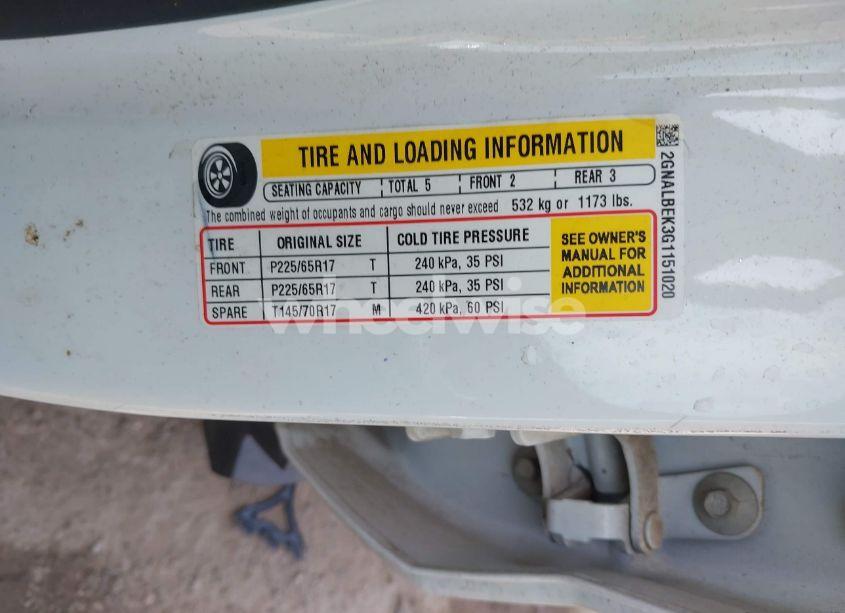 TIRE AND LOADING INFORMATION
SEATING CAPACITY TOTAL 5 FRONT 2 REAR 3
The combined weight of occupants and cargo should never exceed 532 kg or 1173 lbs.
TIRE ORIGINAL SIZE COLD TIRE PRESSURE
FRONT P225/65R17 T 240 kPa, 35 PSI
REAR P225/65R17 T 240 kPa, 35 PSI
SPARE T145/70R17 M 420 kPa, 60 PSI
SEE OWNER'S
MANUAL FOR
ADDITIONAL
INFORMATION
2GNALBEK3G1151020
wheelwise